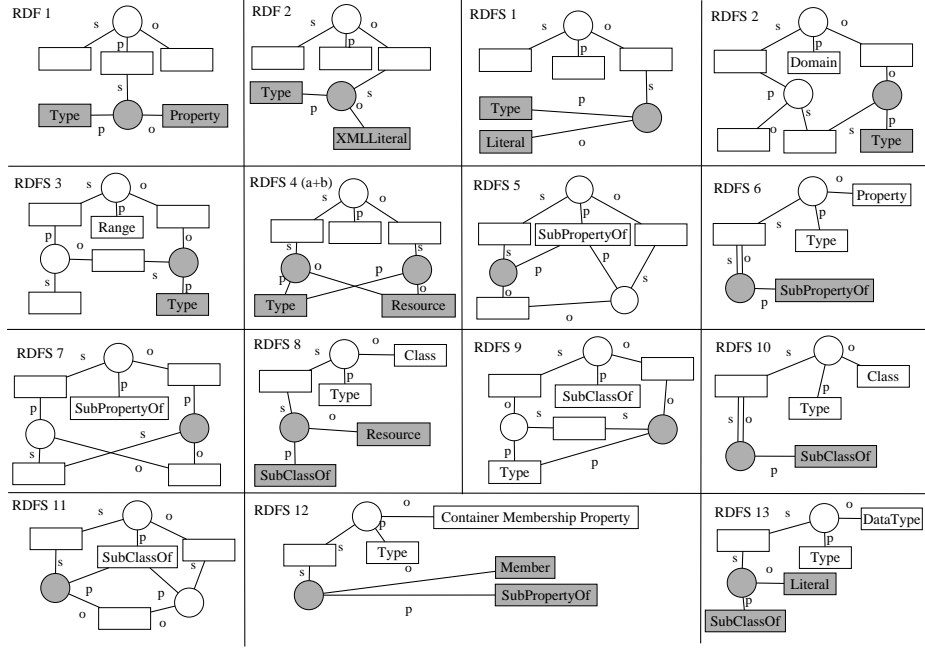 RDF 1
s
o
p
s
Type
p
o
Property
RDF 2
s
o
p
Type
p
s
o
XMLLiteral
RDFS 1
s
o
p
s
Type
p
Literal
o
RDFS 2
s
o
p
Domain
p
o
s
o
s
p
Type
RDFS 3
s
o
p
Range
p
o
s
s
p
Type
RDFS 4 (a+b)
s
o
p
s
s
o
p
p
o
Type
Resource
RDFS 5
s
o
p
s
SubPropertyOf
p
p
s
o
s
o
RDFS 6
o
Property
s
p
Type
s
o
p
SubPropertyOf
RDFS 7
s
o
p
p
SubPropertyOf
p
s
s
o
o
RDFS 8
s
o
Class
p
Type
s
o
Resource
p
SubClassOf
RDFS 9
s
o
p
SubClassOf
o
s
s
o
p
Type
p
RDFS 10
s
o
p
Class
Type
o
s
p
SubClassOf
RDFS 11
s
o
p
SubClassOf
s
s
p
p
o
o
RDFS 12
o
Container Membership Property
s
p
Type
s
o
Member
SubPropertyOf
p
RDFS 13
o
DataType
s
p
Type
s
o
Literal
p
SubClassOf